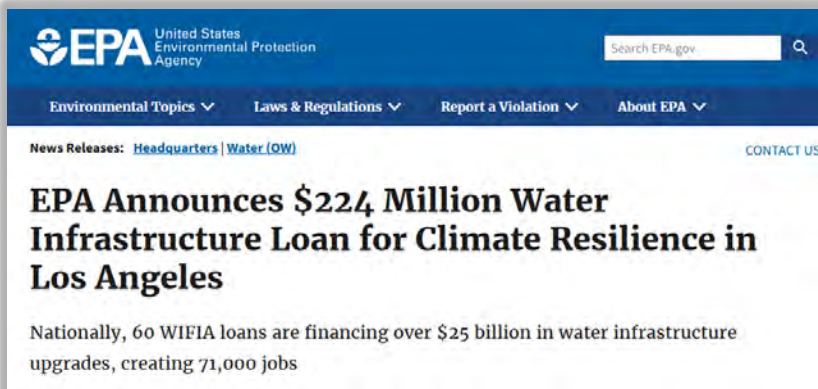 EPA United States
Environmental Protection
Agency
Search EPA.gov
Environmental Topics Laws & Regulations Report a Violation About EPA
News Releases: Headquarters | Water (OW)
CONTACT US
EPA Announces $224 Million Water
Infrastructure Loan for Climate Resilience in
Los Angeles
Nationally, 60 WIFIA loans are financing over $25 billion in water infrastructure
upgrades, creating 71,000 jobs